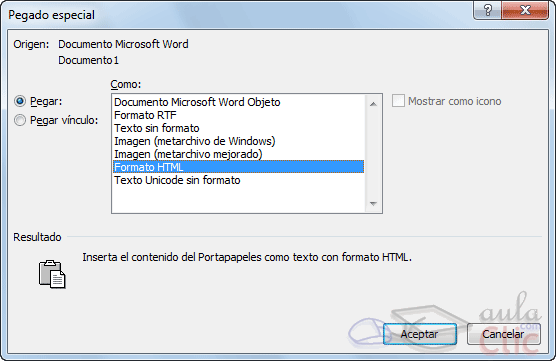 Pegado especial
Origen: Documento Microsoft Word
Documento1
Como:
Pegar:
Pegar vínculo:
Documento Microsoft Word Objeto
Formato RTF
Texto sin formato
Imagen (metarchivo de Windows)
Imagen (metarchivo mejorado)
Formato HTML
Texto Unicode sin formato
Mostrar como icono
Resultado
Inserta el contenido del Portapapeles como texto con formato HTML.
aula
.com
CLIC
Aceptar
Cancelar